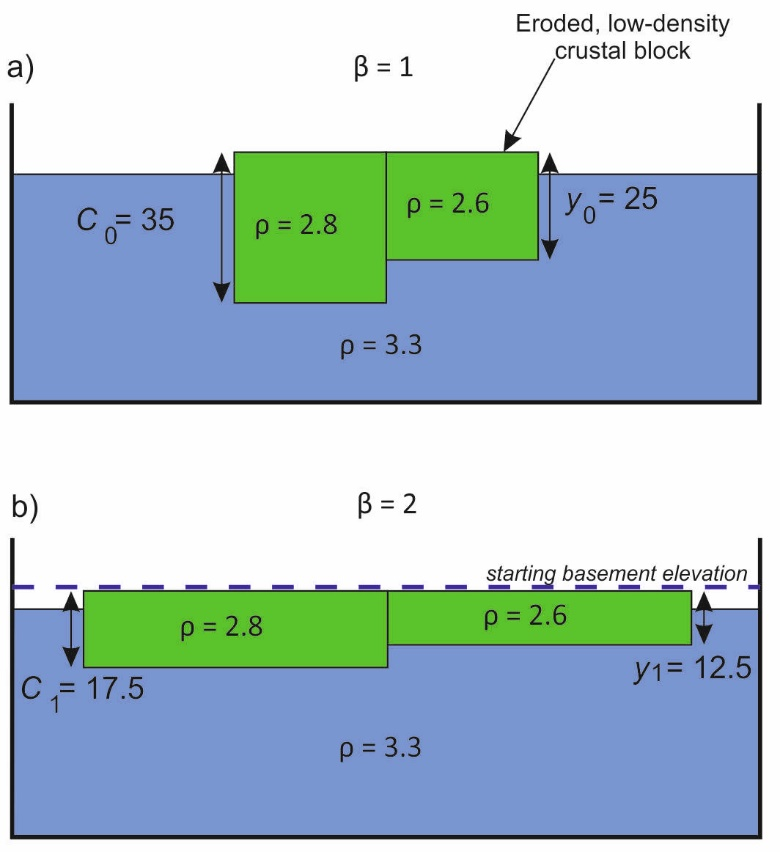 Eroded, low-density
crustal block
a)
β = 1
C0= 35
ρ = 2.8
ρ = 2.6
y0= 25
ρ = 3.3
b)
β = 2
starting basement elevation
ρ = 2.8
ρ = 2.6
C1= 17.5
y1= 12.5
ρ = 3.3